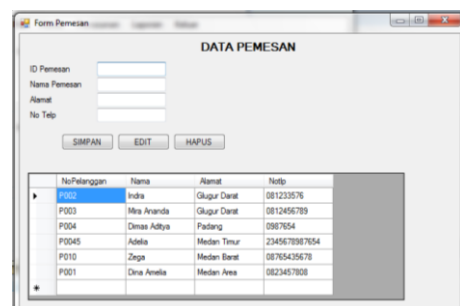 Form Pemesan
DATA PEMESAN
ID Pemesan
Nama Pemesan
Alamat
No Telp
SIMPAN EDIT HAPUS
NoPelanggan Nama Alamat Notlp
P002 Indra Glugur Darat 081233576
P003 Mira Ananda Glugur Darat 0812456789
P004 Dimas Aditya Padang 0987654
P0045 Adelia Medan Timur 2345678987654
P010 Zega Medan Barat 08765435678
P001 Dina Amelia Medan Area 0823457808